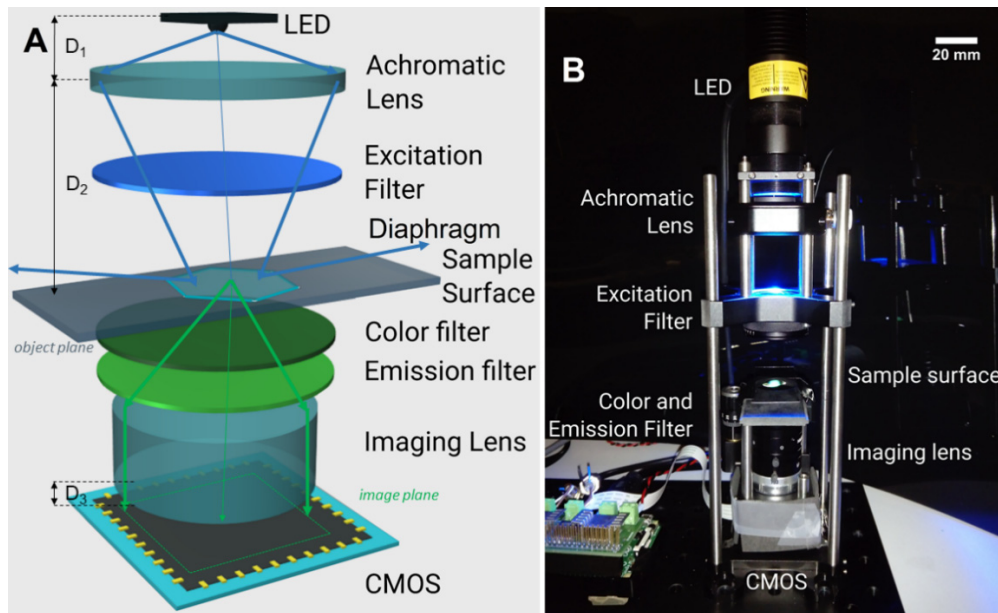 A
LED
D1
Achromatic
Lens
D2
Excitation
Filter
Diaphragm
Sample
Surface
object plane
Color filter
Emission filter
Imaging Lens
D3
image plane
CMOS
B
20 mm
LED
Achromatic
Lens
Excitation
Filter
Sample surface
Color and
Emission Filter
Imaging lens
CMOS